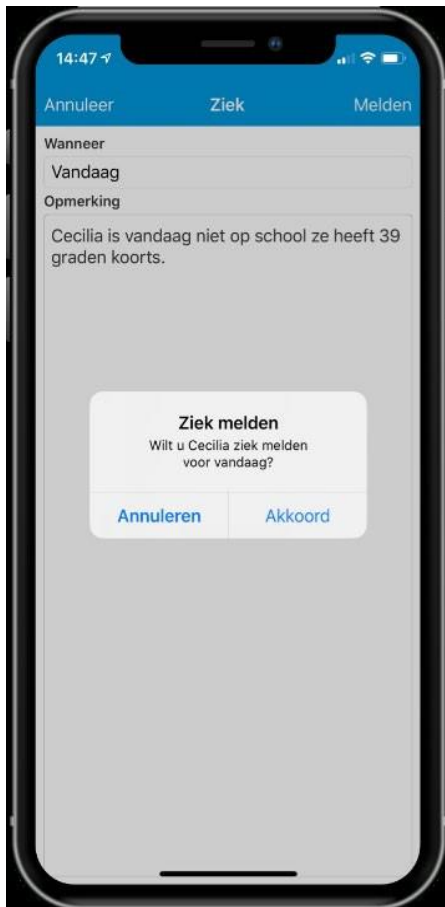 14:47
Annuleer Ziek Melden
Wanneer
Vandaag
Opmerking
Cecilia is vandaag niet op school ze heeft 39
graden koorts.
Ziek melden
Wilt u Cecilia ziek melden
voor vandaag?
Annuleren Akkoord